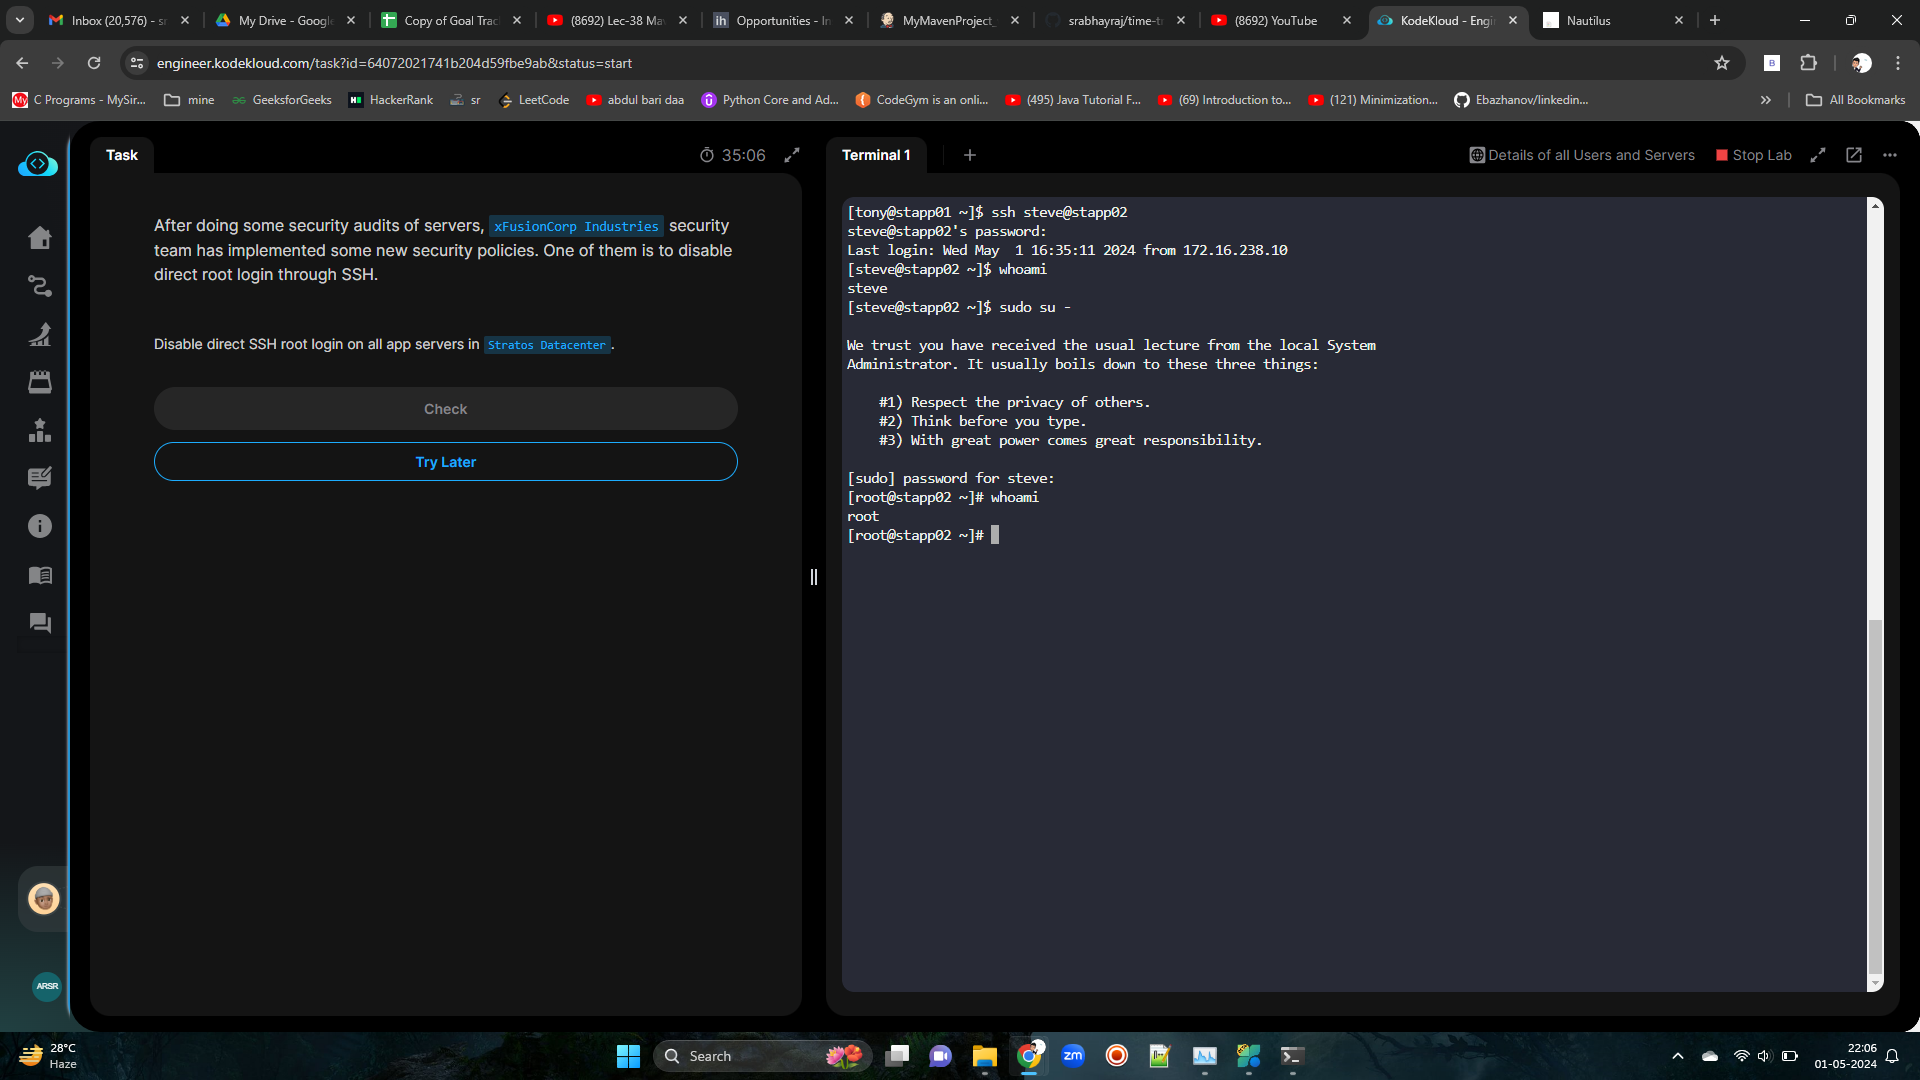 Inbox (20,576) - sr
My Drive - Google
Copy of Goal Trac
(8692) Lec-38 Ma
Opportunities - In
MyMavenProject_
srabhayraj/time-tr
(8692) YouTube
KodeKloud - Engi
Nautilus
engineer.kodekloud.com/task?id=64072021741b204d59fbe9ab&status=start
C Programs - MySir...
mine
GeeksforGeeks
HackerRank
sr
LeetCode
abdul bari daa
Python Core and Ad...
CodeGym is an onli...
(495) Java Tutorial F...
(69) Introduction to...
(121) Minimization...
Ebazhanov/linkedin...
All Bookmarks
Task
35:06
Terminal 1
Details of all Users and Servers
Stop Lab
After doing some security audits of servers, xFusionCorp Industries security
team has implemented some new security policies. One of them is to disable
direct root login through SSH.
Disable direct SSH root login on all app servers in Stratos Datacenter.
Check
Try Later
ARSR
[tony@stapp01 ~]$ ssh steve@stapp02
steve@stapp02's password:
Last login: Wed May  1 16:35:11 2024 from 172.16.238.10
[steve@stapp02 ~]$ whoami
steve
[steve@stapp02 ~]$ sudo su -
We trust you have received the usual lecture from the local System
Administrator. It usually boils down to these three things:
#1) Respect the privacy of others.
#2) Think before you type.
#3) With great power comes great responsibility.
[sudo] password for steve:
[root@stapp02 ~]# whoami
root
[root@stapp02 ~]#
28°C
Haze
Search
zm
22:06
01-05-2024